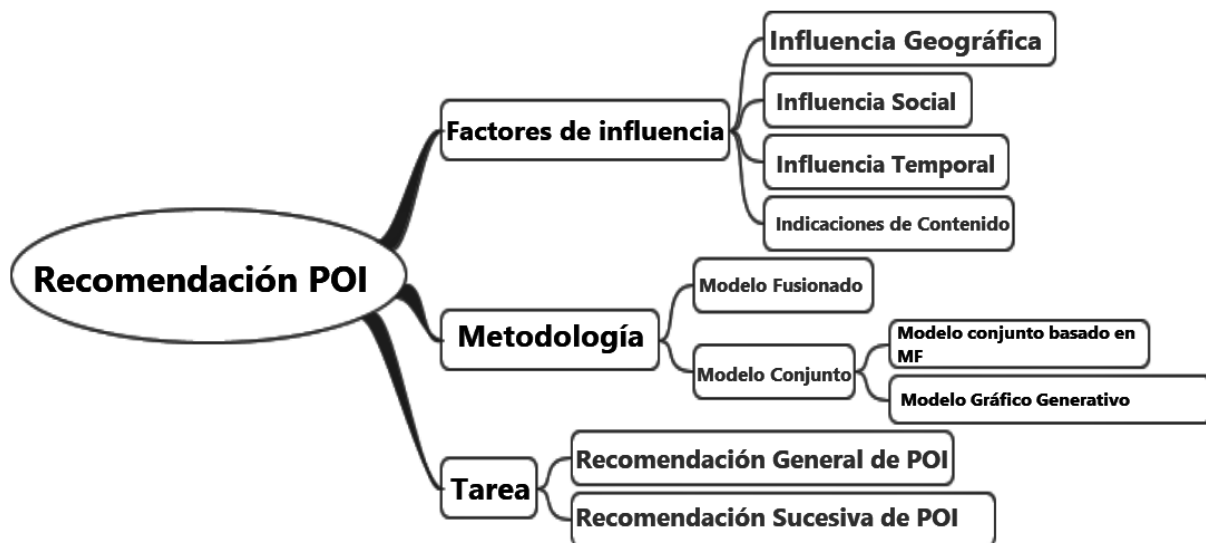 Recomendación POI
Factores de influencia
Influencia Geográfica
Influencia Social
Influencia Temporal
Indicaciones de Contenido
Metodología
Modelo Fusionado
Modelo Conjunto
Modelo conjunto basado en
MF
Modelo Gráfico Generativo
Tarea
Recomendación General de POI
Recomendación Sucesiva de POI